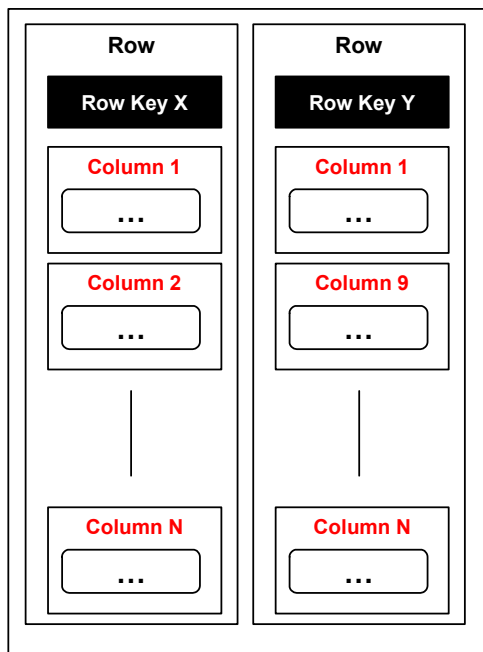 Row
Row Key X
Column 1
...
Column 2
...
Column N
...
Row
Row Key Y
Column 1
...
Column 9
...
Column N
...